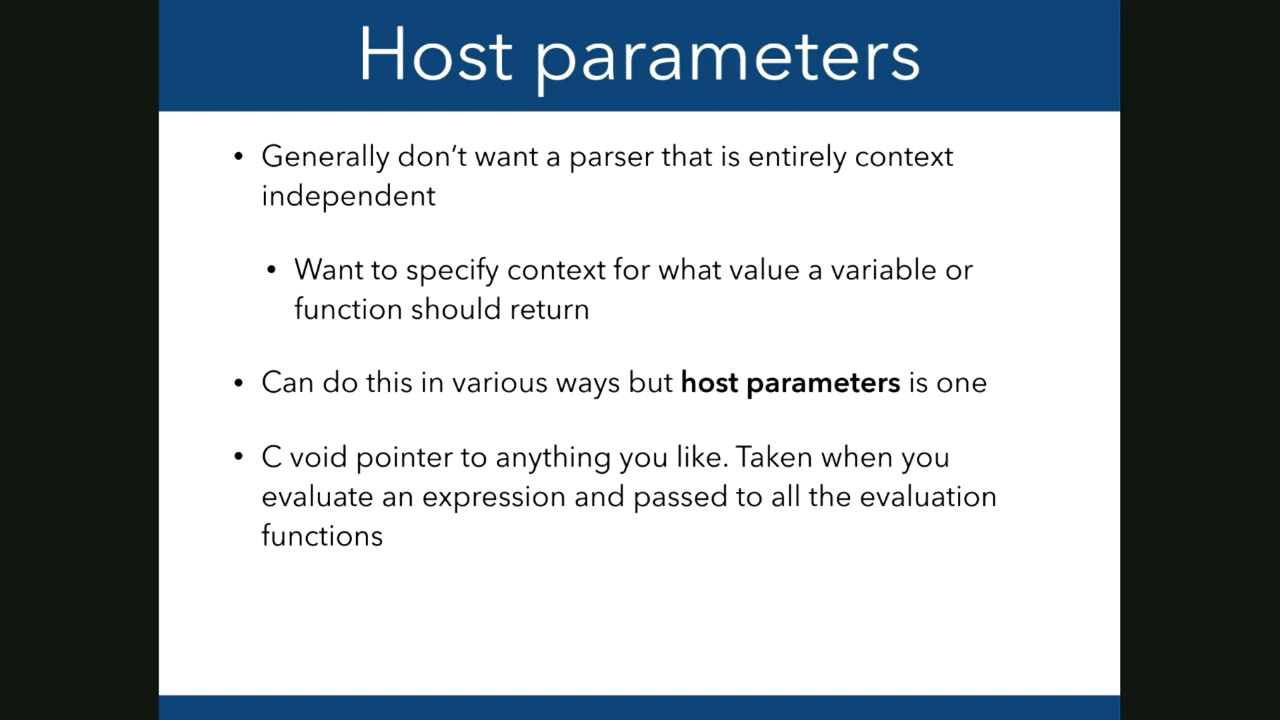 Host parameters
• Generally don’t want a parser that is entirely context
independent
• Want to specify context for what value a variable or
function should return
• Can do this in various ways but host parameters is one
• C void pointer to anything you like. Taken when you
evaluate an expression and passed to all the evaluation
functions